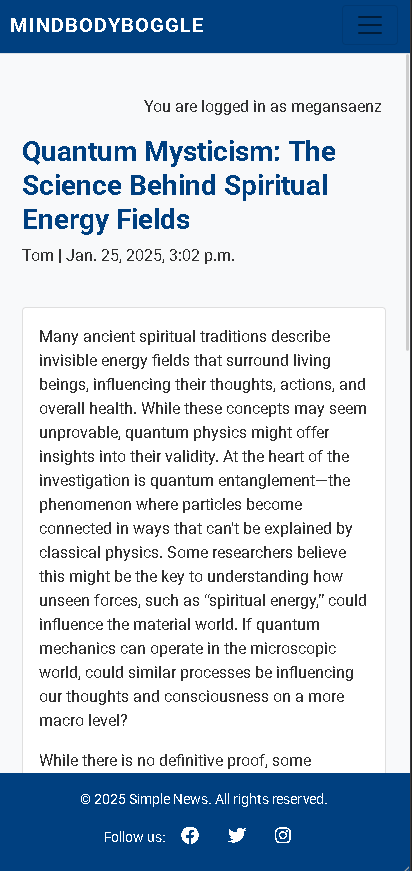 MINDBODYBOGGLE
You are logged in as megansaenz
Quantum Mysticism: The
Science Behind Spiritual
Energy Fields
Tom | Jan. 25, 2025, 3:02 p.m.
Many ancient spiritual traditions describe
invisible energy fields that surround living
beings, influencing their thoughts, actions, and
overall health. While these concepts may seem
unprovable, quantum physics might offer
insights into their validity. At the heart of the
investigation is quantum entanglement—the
phenomenon where particles become
connected in ways that can't be explained by
classical physics. Some researchers believe
this might be the key to understanding how
unseen forces, such as “spiritual energy,” could
influence the material world. If quantum
mechanics can operate in the microscopic
world, could similar processes be influencing
our thoughts and consciousness on a more
macro level?
While there is no definitive proof, some
© 2025 Simple News. All rights reserved.
Follow us: